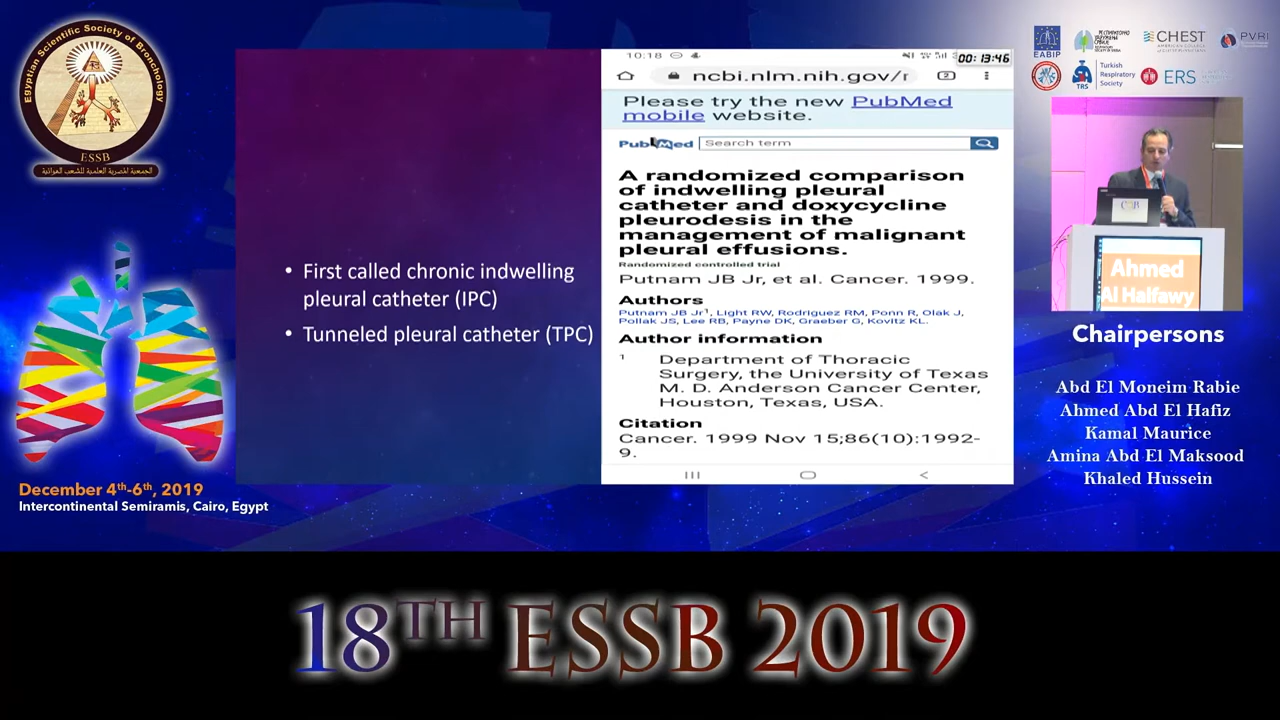 Egyptian Scientific Society of Bronchology
ESSB
الجمعية المصرية العلمية للشعب الهوائية
December 4th-6th, 2019
Intercontinental Semiramis, Cairo, Egypt
• First called chronic indwelling
pleural catheter (IPC)
• Tunneled pleural catheter (TPC)
10:18
00:13:46
ncbi.nlm.nih.gov/r
2
Please try the new PubMed
mobile website.
PubMed
Search term
A randomized comparison
of indwelling pleural
catheter and doxycycline
pleurodesis in the
management of malignant
pleural effusions.
Randomized controlled trial
Putnam JB Jr, et al. Cancer. 1999.
Authors
Putnam JB Jr1, Light RW, Rodriguez RM, Ponn R, Olak J,
Pollak JS, Lee RB, Payne DK, Graeber G, Kovitz KL.
Author information
1 Department of Thoracic
Surgery, the University of Texas
M. D. Anderson Cancer Center,
Houston, Texas, USA.
Citation
Cancer. 1999 Nov 15;86(10):1992-
9.
EABIP
CHEST
PVRI
TRS
Turkish
Respiratory
Society
ERS
Ahmed
Al Halfawy
Chairpersons
Abd El Moneim Rabie
Ahmed Abd El Hafiz
Kamal Maurice
Amina Abd El Maksood
Khaled Hussein
18TH ESSB 2019